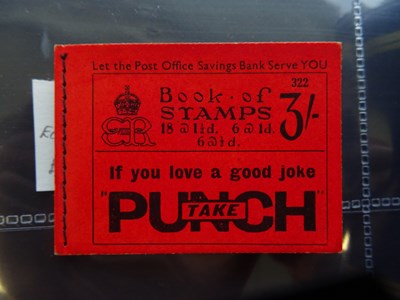 Let the Post Office Savings Bank Serve YOU
322
Book of
STAMPS
3/-
18 @ 1½d. 6 @ 1d.
6 @ ½d.
If you love a good joke
"PUNCH"
TAKE